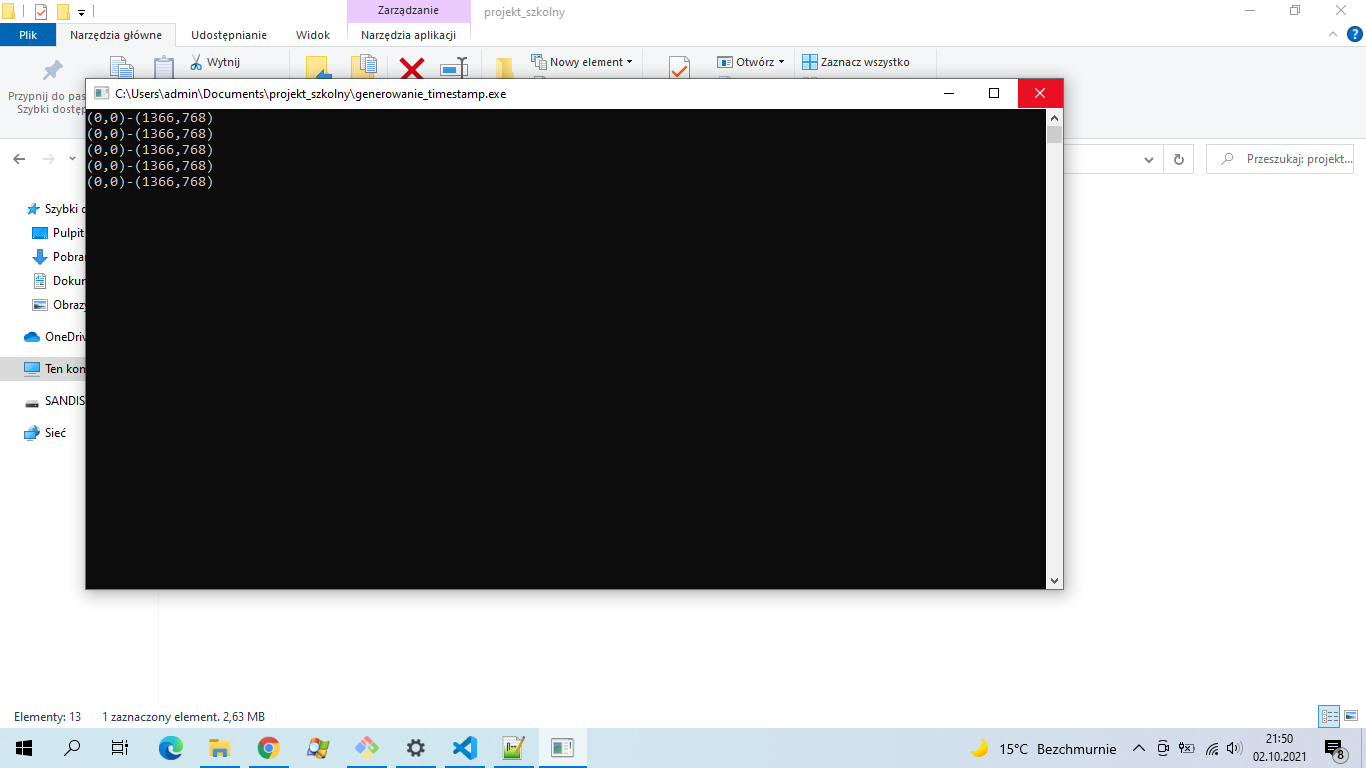 Zarządzanie
projekt_szkolny
Plik
Narzędzia główne
Udostępnianie
Widok
Narzędzia aplikacji
?
Przypnij do pas
Szybki dostęp
Wytnij
Nowy element
Otwórz
Zaznacz wszystko
C:\Users\admin\Documents\projekt_szkolny\generowanie_timestamp.exe
(0,0)-(1366,768)
(0,0)-(1366,768)
(0,0)-(1366,768)
(0,0)-(1366,768)
(0,0)-(1366,768)
Przeszukaj: projekt...
Szybki d
Pulpit
Pobra
Dokum
Obrazy
OneDriv
Ten kom
SANDIS
Sieć
Elementy: 13
1 zaznaczony element. 2,63 MB
15°C Bezchmurnie
21:50
02.10.2021
8